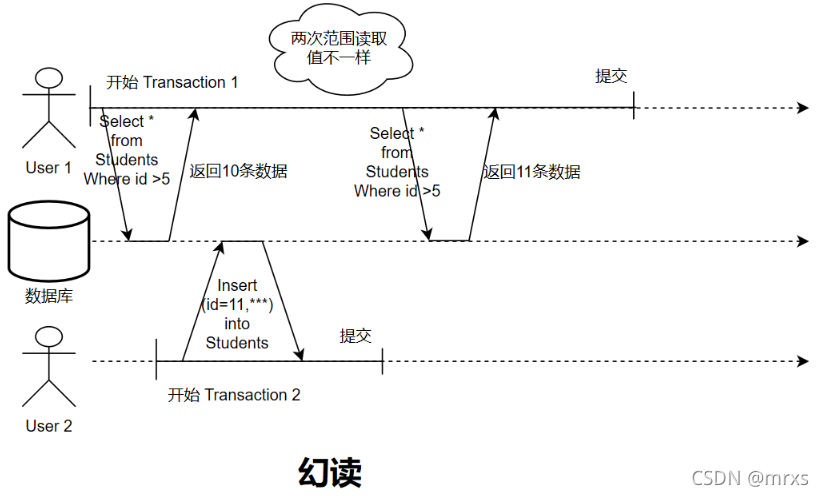 两次范围读取
值不一样
开始 Transaction 1
提交
Select *
from
Students
Where id >5
返回10条数据
Select *
from
Students
Where id >5
返回11条数据
User 1
数据库
Insert
(id=11,***)
into
Students
提交
开始 Transaction 2
User 2
幻读
CSDN @mrxs